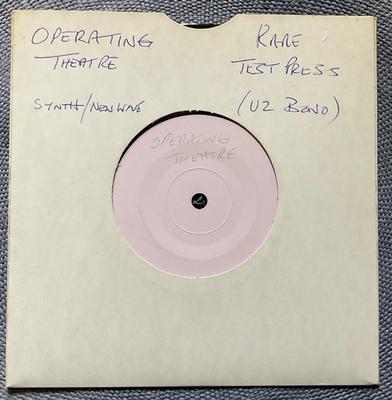 OPERATING
THEATRE
SYNTH/NEW WAVE
RARE
TEST PRESS
(U2 BONO)
OPERATING
THEATRE